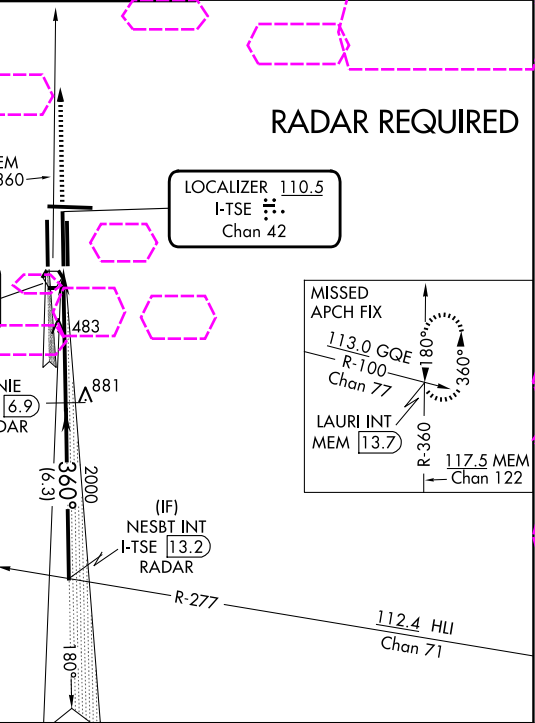 RADAR REQUIRED
EM
360
LOCALIZER 110.5
I-TSE
Chan 42
MISSED
APCH FIX
113.0 GQE
R-100
Chan 77
180°
360°
LAURI INT
MEM 13.7
R-360
117.5 MEM
Chan 122
483
881
NIE
6.9
DAR
360°
(6.3)
2000
(IF)
NESBT INT
I-TSE 13.2
RADAR
R-277
112.4 HLI
Chan 71
180°